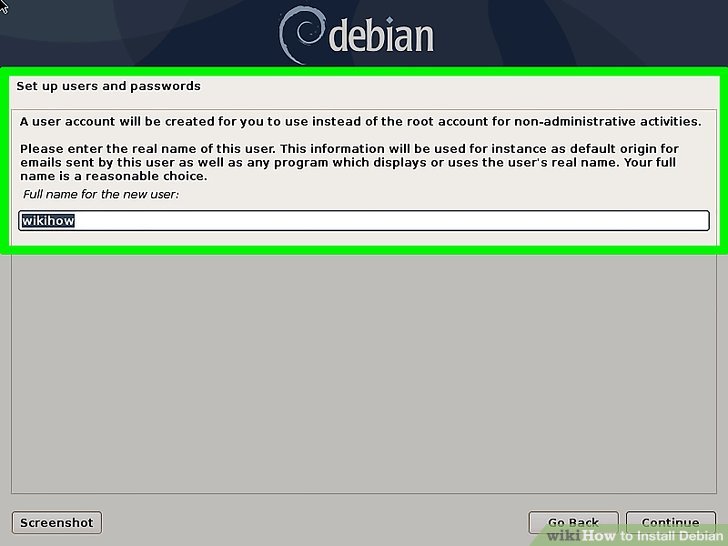 debian
Set up users and passwords
A user account will be created for you to use instead of the root account for non-administrative activities.
Please enter the real name of this user. This information will be used for instance as default origin for
emails sent by this user as well as any program which displays or uses the user's real name. Your full
name is a reasonable choice.
Full name for the new user:
wikihow
Screenshot
Go Back
Continue
wikiHow to Install Debian